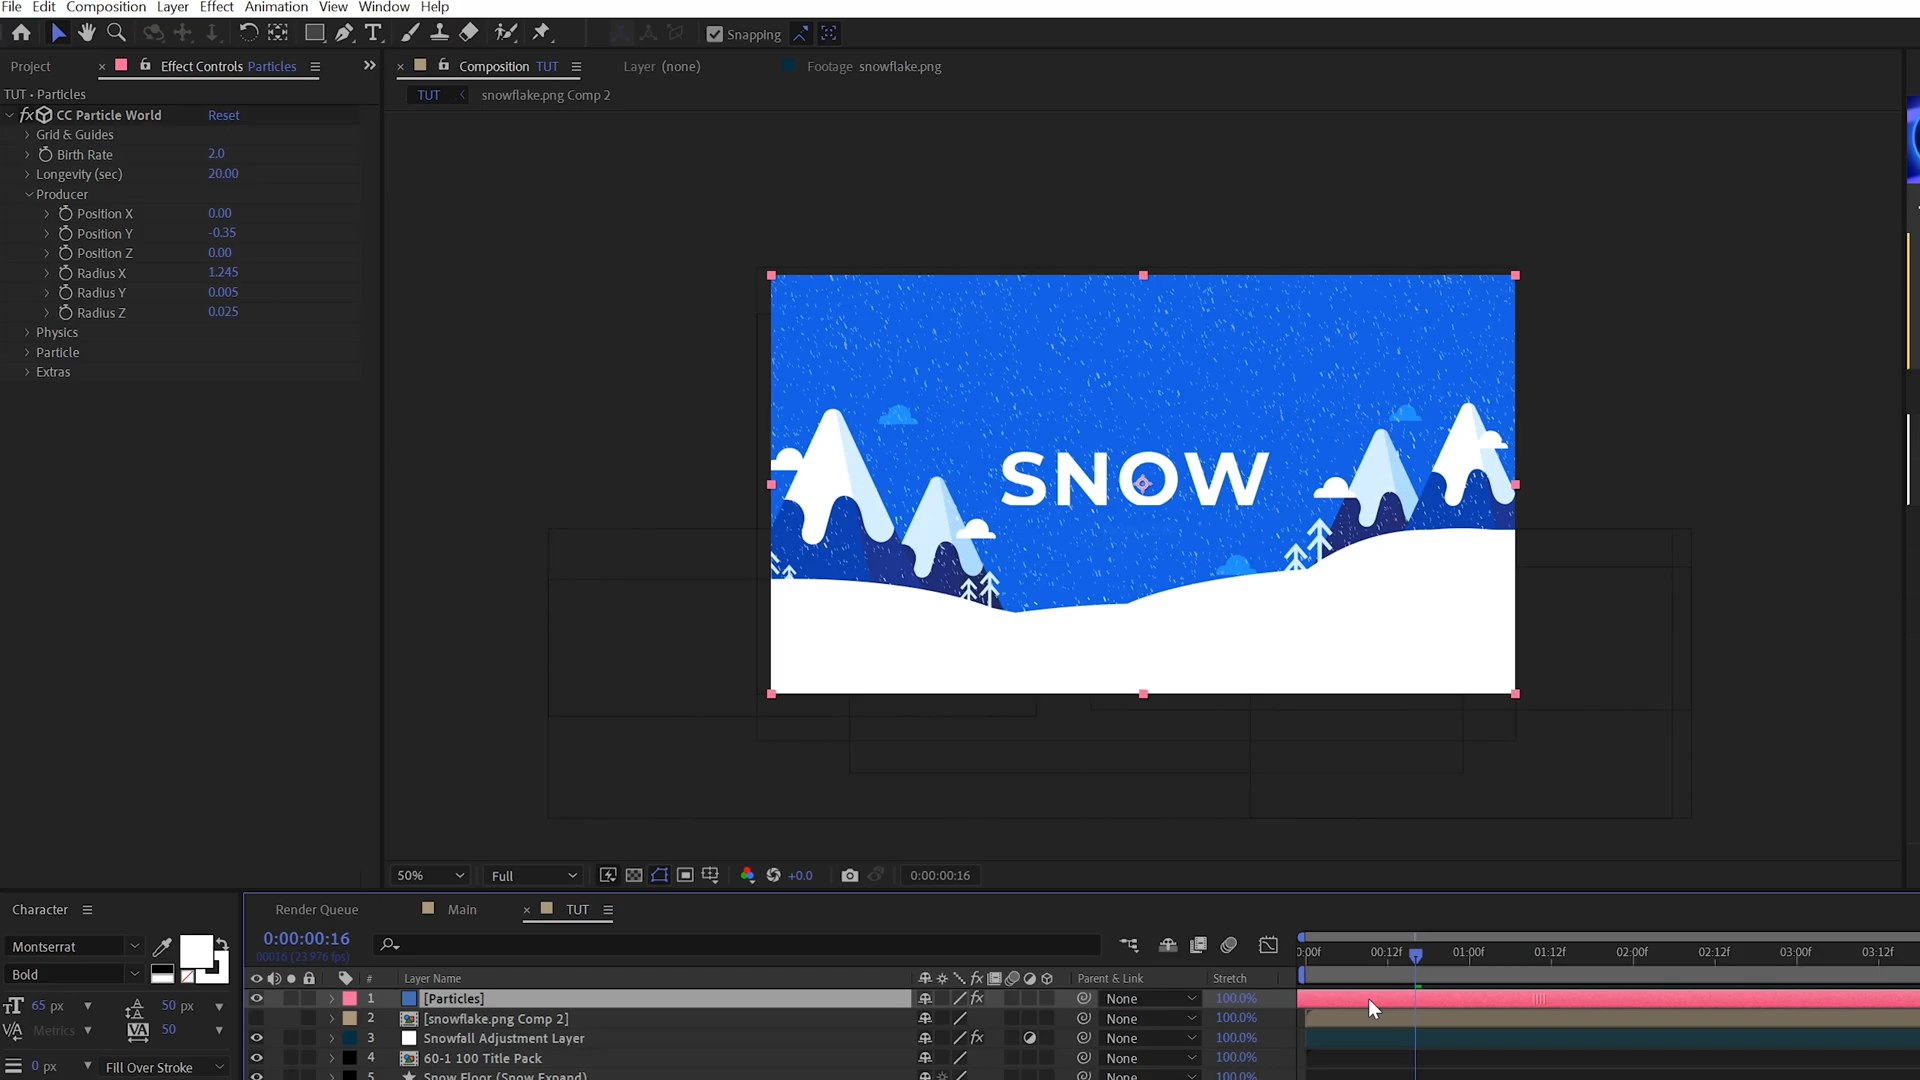 File Edit Composition Layer Effect Animation View Window Help
Snapping
Project × Effect Controls Particles
Composition TUT Layer (none) Footage snowflake.png
TUT • Particles
TUT snowflake.png Comp 2
fx CC Particle World Reset
Grid & Guides
Birth Rate 2.0
Longevity (sec) 20.00
Producer
Position X 0.00
Position Y -0.35
Position Z 0.00
Radius X 1.245
Radius Y 0.005
Radius Z 0.025
Physics
Particle
Extras
SNOW
50% Full +0.0 0:00:00:16
Character
Render Queue Main × TUT
Montserrat
Bold
65 px 50 px
Metrics 50
0 px Fill Over Stroke
0:00:00:16
00016 (23.976 fps)
:00f 00:12f 01:00f 01:12f 02:00f 02:12f 03:00f 03:12f
# Layer Name fx Parent & Link Stretch
1 [Particles] fx None 100.0%
2 [snowflake.png Comp 2] None 100.0%
3 Snowfall Adjustment Layer fx None 100.0%
4 60-1 100 Title Pack None 100.0%
5 Snow Floor (Snow Expand) None 100.0%